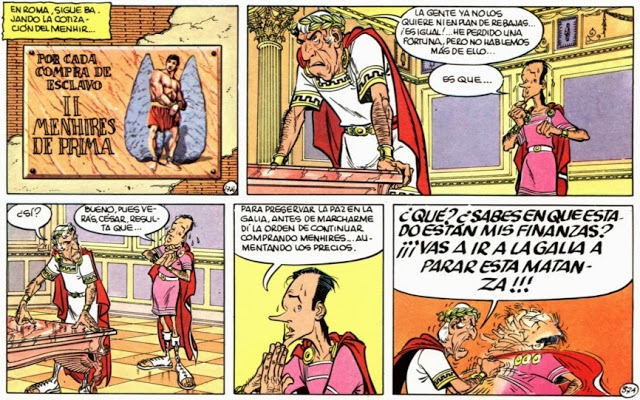 EN ROMA, SIGUE BA-
JANDO LA COTIZA-
CIÓN DEL MENHIR...
POR CADA
COMPRA DE
ESCLAVO
II
MENHIRES
DE PRIMA
LA GENTE YA NO LOS
QUIERE NI EN PLAN DE REBAJAS...
¡ES IGUAL!...HE PERDIDO UNA
FORTUNA, PERO NO HABLEMOS
MÁS DE ELLO...
ES QUE...
¿SÍ?
BUENO, PUES VE-
RÁS, CÉSAR, RESUL-
TA QUE...
PARA PRESERVAR LA PAZ EN LA
GALIA, ANTES DE MARCHARME
DÍ LA ORDEN DE CONTINUAR
COMPRANDO MENHIRES...AU-
MENTANDO LOS PRECIOS.
¿QUÉ? ¿SABES EN QUE ESTA-
DO ESTÁN MIS FINANZAS?
¡¡¡VAS A IR A LA GALIA A
PARAR ESTA MATAN-
ZA!!!
32A